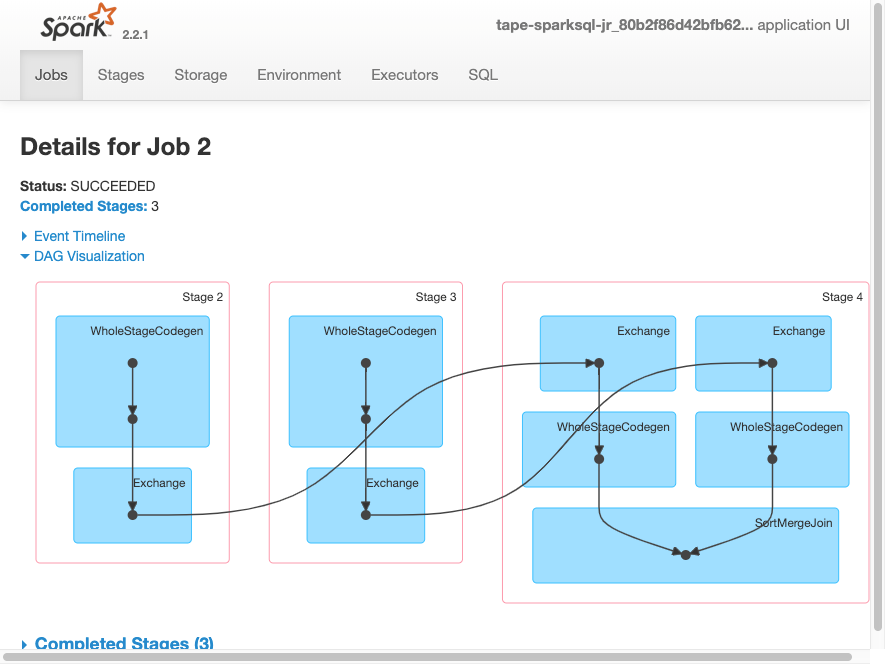 APACHE
Spark 2.2.1
tape-sparksql-jr_80b2f86d42bfb62... application UI
Jobs Stages Storage Environment Executors SQL
Details for Job 2
Status: SUCCEEDED
Completed Stages: 3
Event Timeline
DAG Visualization
Stage 2
WholeStageCodegen
Exchange
Stage 3
WholeStageCodegen
Exchange
Stage 4
Exchange
Exchange
WholeStageCodegen
WholeStageCodegen
SortMergeJoin
Completed Stages (3)